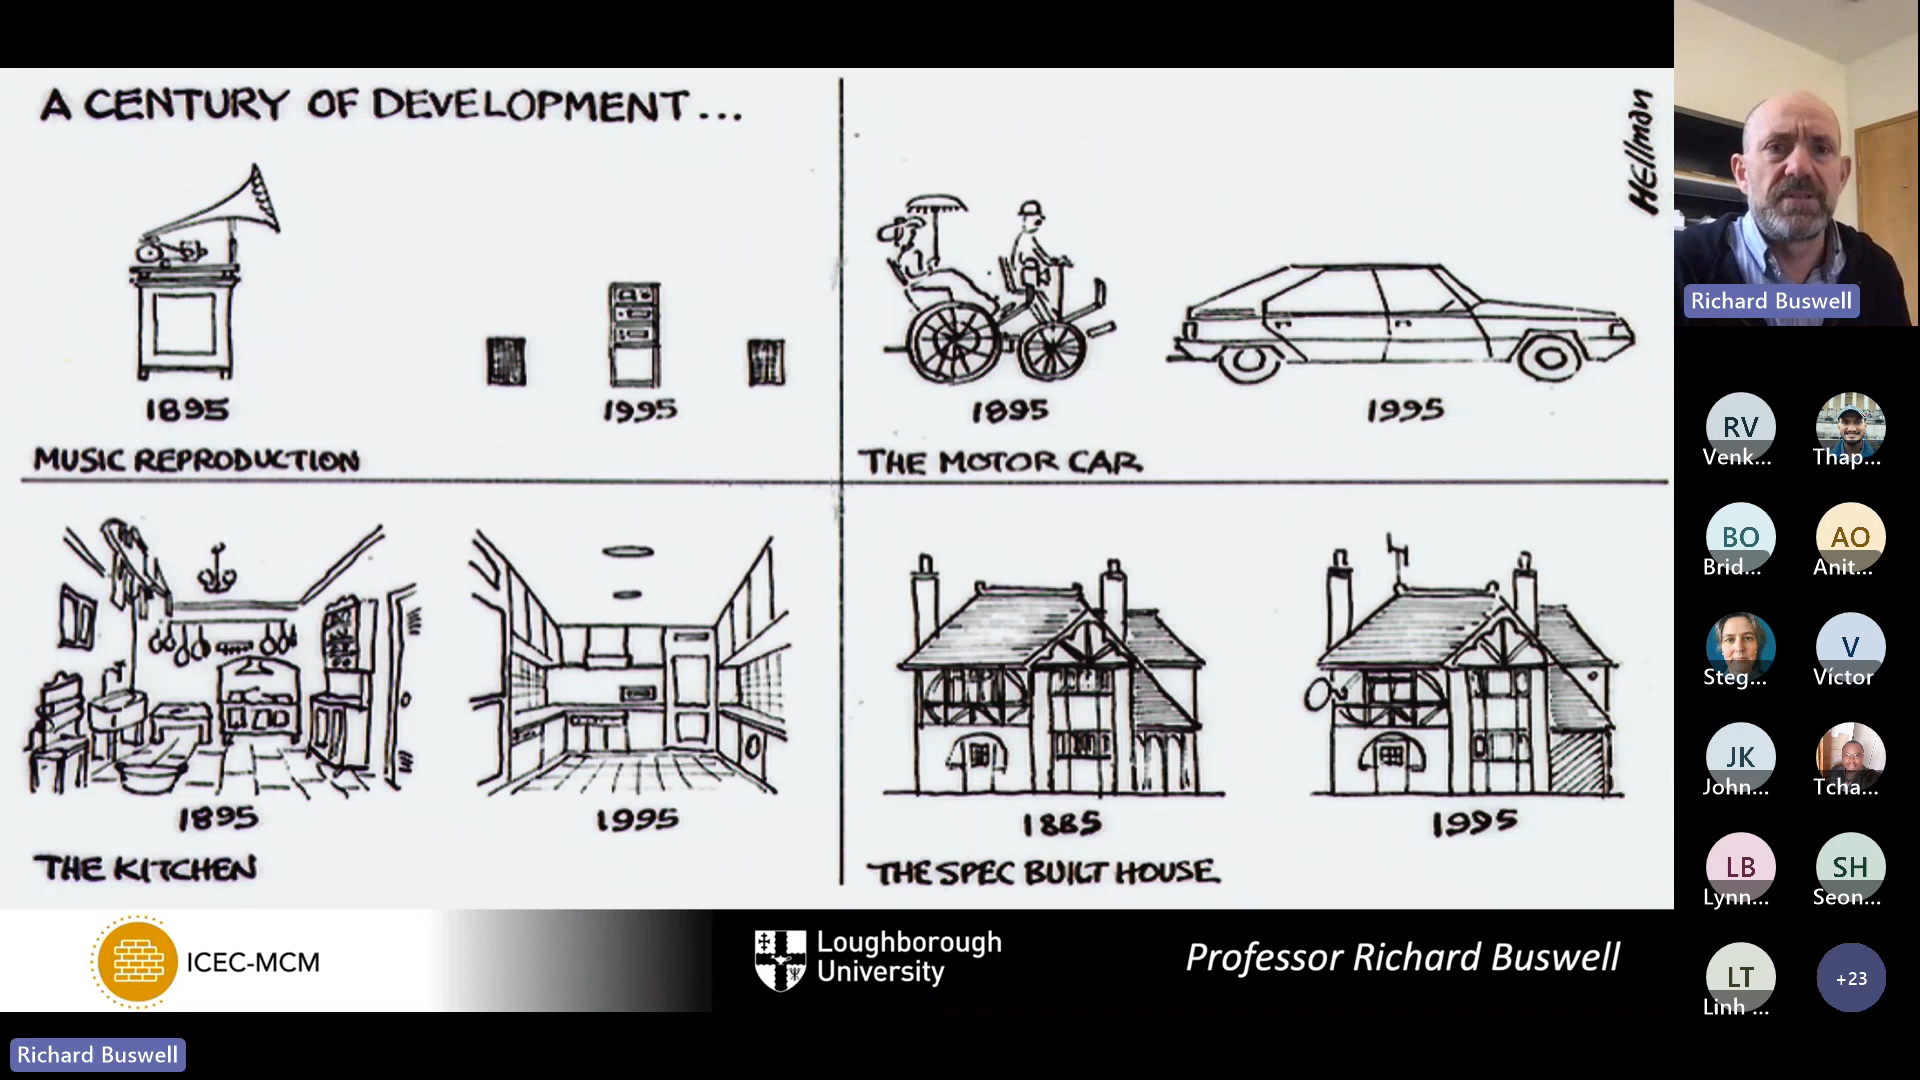 A CENTURY OF DEVELOPMENT...
Hellman
1895
1995
MUSIC REPRODUCTION
1895
1995
THE MOTOR CAR
1895
1995
THE KITCHEN
1885
1995
THE SPEC BUILT HOUSE
ICEC-MCM
Loughborough
University
Professor Richard Buswell
Richard Buswell
Richard Buswell
RV
Venk...
Thap...
BO
Brid...
AO
Anit...
Steg...
V
Víctor
JK
John...
Tcha...
LB
Lynn...
SH
Seon...
LT
Linh ...
+23